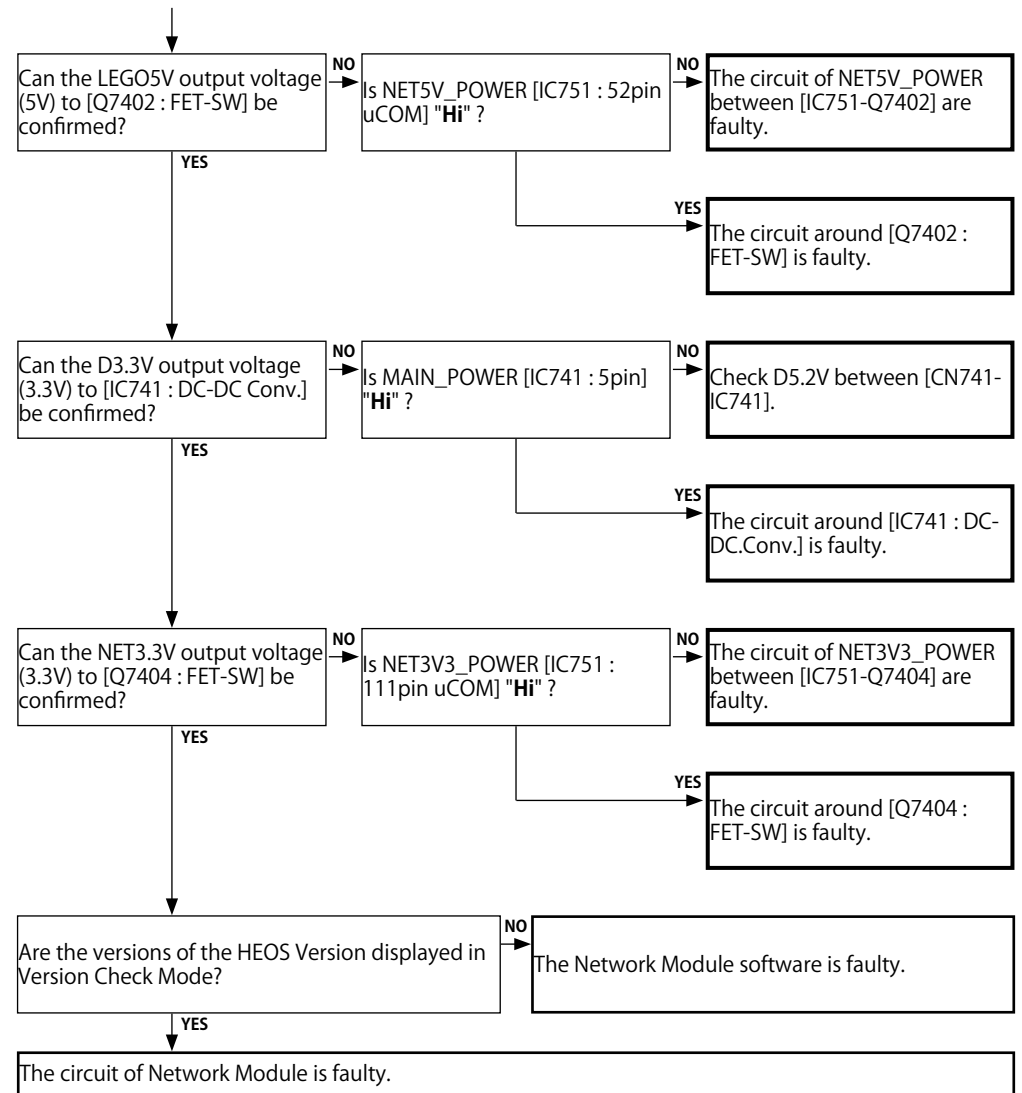 Can the LEGO5V output voltage
(5V) to [Q7402 : FET-SW] be
confirmed?
NO
Is NET5V_POWER [IC751 : 52pin
uCOM] "Hi" ?
NO
The circuit of NET5V_POWER
between [IC751-Q7402] are
faulty.
YES
YES
The circuit around [Q7402 :
FET-SW] is faulty.
Can the D3.3V output voltage
(3.3V) to [IC741 : DC-DC Conv.]
be confirmed?
NO
Is MAIN_POWER [IC741 : 5pin]
"Hi" ?
NO
Check D5.2V between [CN741-
IC741].
YES
YES
The circuit around [IC741 : DC-
DC.Conv.] is faulty.
Can the NET3.3V output voltage
(3.3V) to [Q7404 : FET-SW] be
confirmed?
NO
Is NET3V3_POWER [IC751 :
111pin uCOM] "Hi" ?
NO
The circuit of NET3V3_POWER
between [IC751-Q7404] are
faulty.
YES
YES
The circuit around [Q7404 :
FET-SW] is faulty.
Are the versions of the HEOS Version displayed in
Version Check Mode?
NO
The Network Module software is faulty.
YES
The circuit of Network Module is faulty.